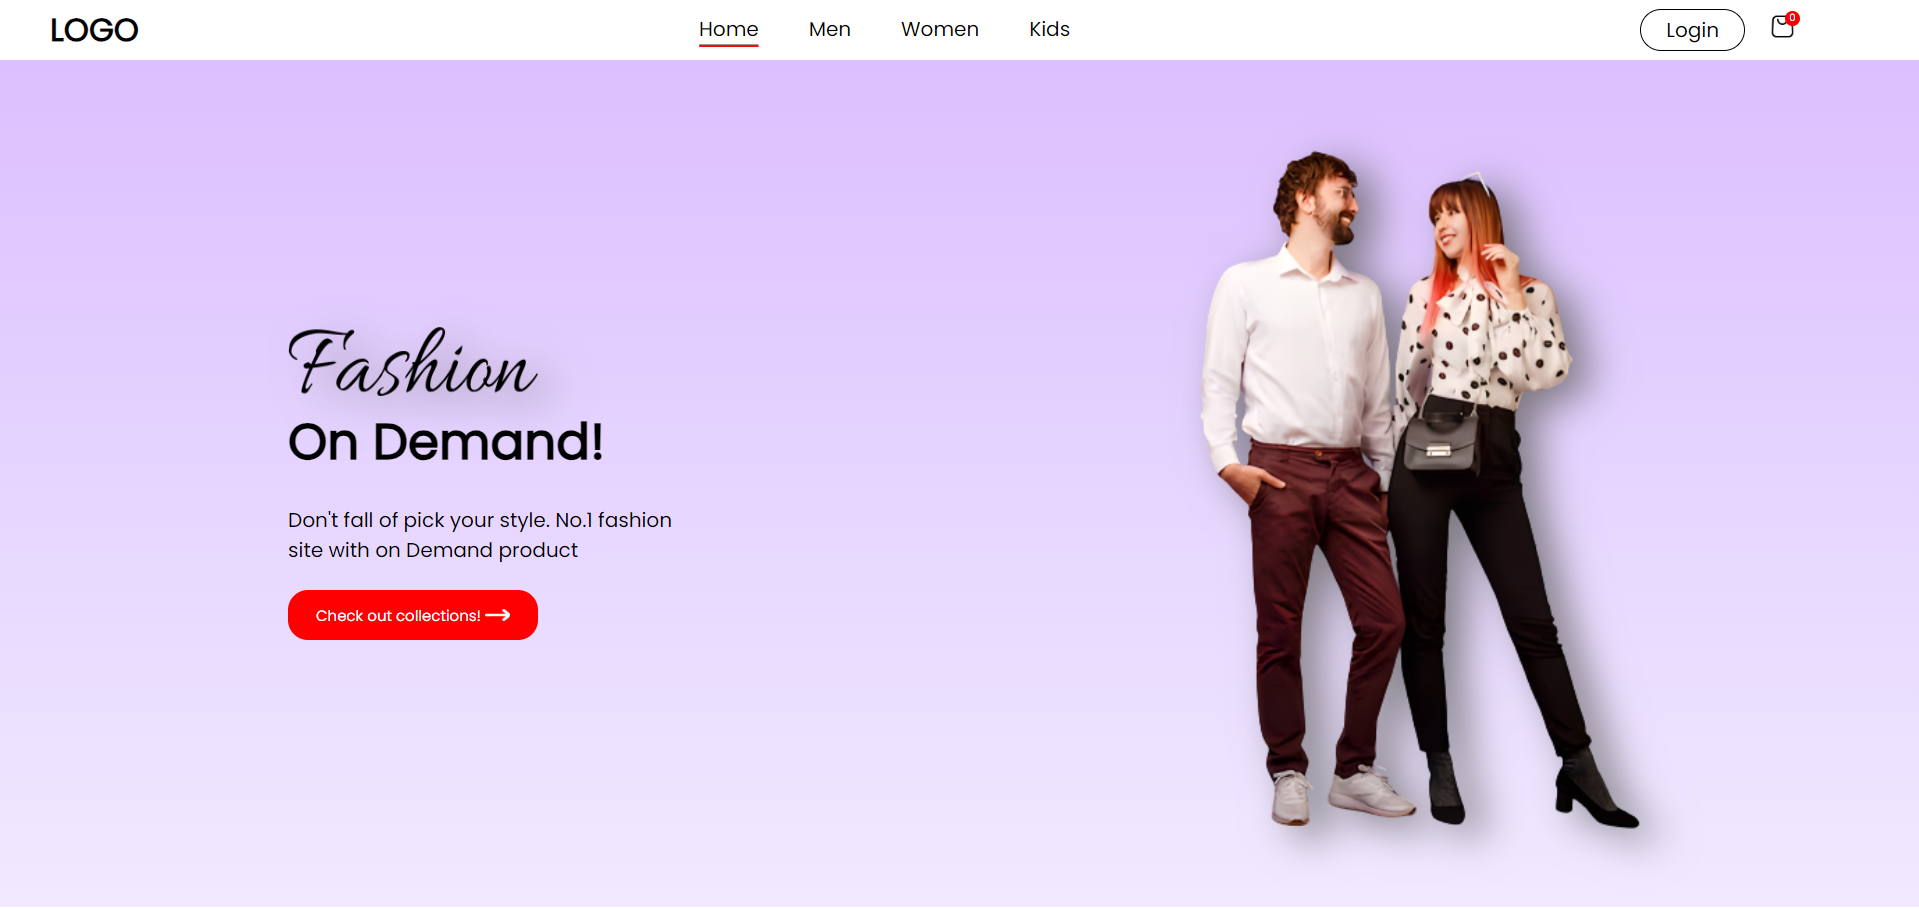 LOGO
Home Men Women Kids
Login
0
Fashion
On Demand!
Don't fall of pick your style. No.1 fashion
site with on Demand product
Check out collections!